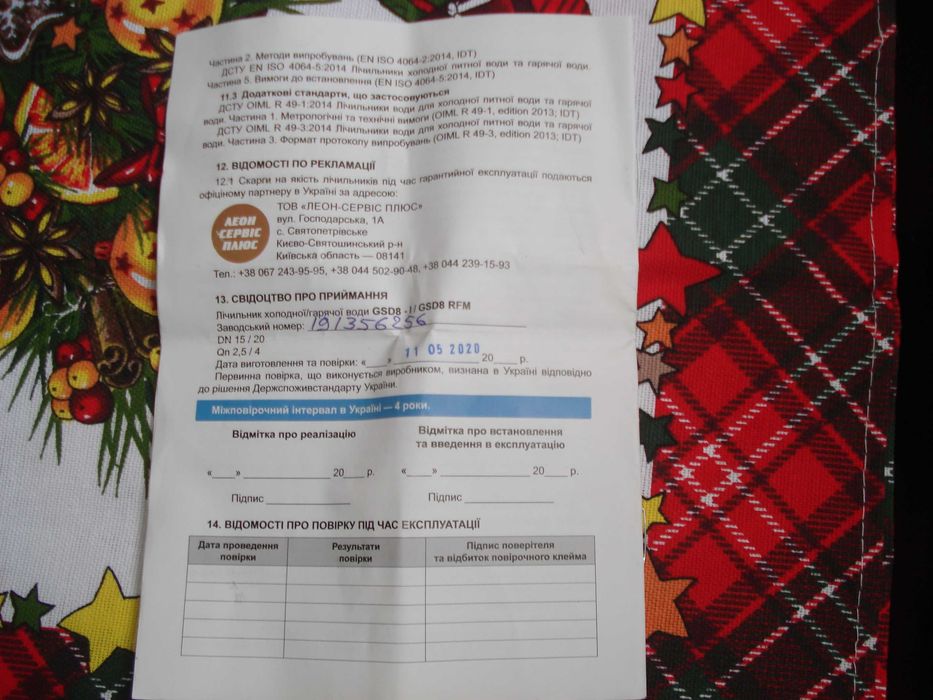 Частина 2. Методи випробувань (EN ISO 4064-2:2014, IDT)
ДСТУ EN ISO 4064-5:2014 Лічильники холодної питної води та гарячої води.
Частина 5. Вимоги до встановлення (EN ISO 4064-5:2014, IDT)
11.3 Додаткові стандарти, що застосовуються
ДСТУ OIML R 49-1:2014 Лічильники води для холодної питної води та гарячої
води. Частина 1. Метрологічні та технічні вимоги (OIML R 49-1, edition 2013; IDT)
ДСТУ OIML R 49-3:2014 Лічильники води для холодної питної води та гарячої
води. Частина 3. Формат протоколу випробувань (OIML R 49-3, edition 2013; IDT)
12. ВІДОМОСТІ ПО РЕКЛАМАЦІЇ
12.1 Скарги на якість лічильників під час гарантійної експлуатації подаються
офіційному партнеру в Україні за адресою:
ЛЕОН
СЕРВІС
ПЛЮС
ТОВ «ЛЕОН-СЕРВІС ПЛЮС»
вул. Господарська, 1А
с. Святопетрівське
Києво-Святошинський р-н
Київська область — 08141
Тел.: +38 067 243-95-95, +38 044 502-90-48, +38 044 239-15-93
13. СВІДОЦТВО ПРО ПРИЙМАННЯ
Лічильник холодної/гарячої води GSD8 - I / GSD8 RFM
Заводський номер: 19/356256
DN 15 / 20
Qn 2,5 / 4
Дата виготовлення та повірки: «___» 11 05 2020 20___ р.
Первинна повірка, що виконується виробником, визнана в Україні відповідно
до рішення Держспоживстандарту України.
Міжповірочний інтервал в Україні — 4 роки.
Відмітка про реалізацію
«___» ____________ 20___ р.
Підпис ____________
Відмітка про встановлення
та введення в експлуатацію
«___» ____________ 20___ р.
Підпис ____________
14. ВІДОМОСТІ ПРО ПОВІРКУ ПІД ЧАС ЕКСПЛУАТАЦІЇ
Дата проведення повірки
Результати повірки
Підпис поверітеля
та відбиток повірочного клейма